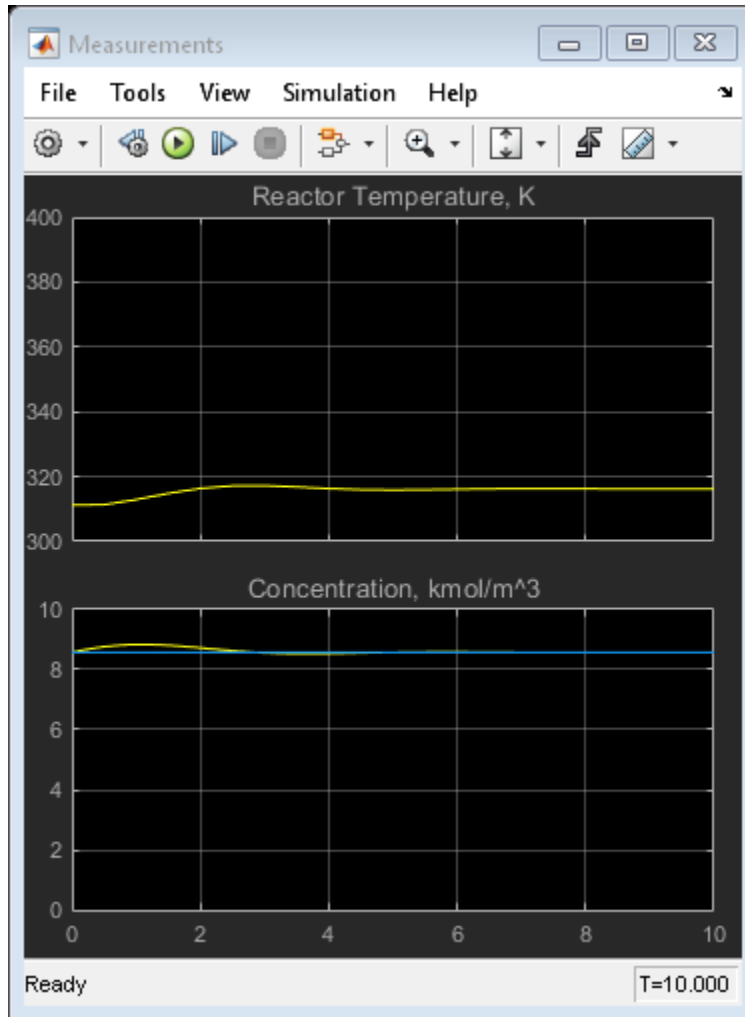 Measurements
File Tools View Simulation Help
Reactor Temperature, K
400
380
360
340
320
300
Concentration, kmol/m^3
10
8
6
4
2
0
0 2 4 6 8 10
Ready T=10.000